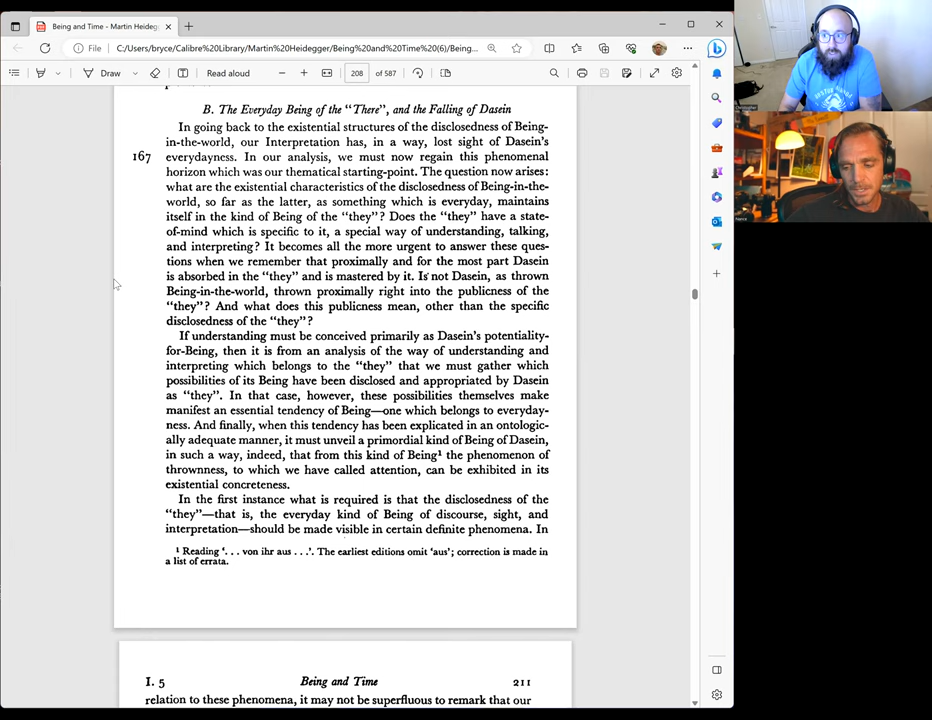 Being and Time - Martin Heideg
File
C:/Users/bryce/Calibre%20Library/Martin%20Heidegger/Being%20and%20Time%20(6)/Being...
Draw
Read aloud
208 of 587
B. The Everyday Being of the “There”, and the Falling of Dasein
In going back to the existential structures of the disclosedness of Being-
in-the-world, our Interpretation has, in a way, lost sight of Dasein's
167 everydayness. In our analysis, we must now regain this phenomenal
horizon which was our thematical starting-point. The question now arises:
what are the existential characteristics of the disclosedness of Being-in-the-
world, so far as the latter, as something which is everyday, maintains
itself in the kind of Being of the “they”? Does the “they” have a state-
of-mind which is specific to it, a special way of understanding, talking,
and interpreting? It becomes all the more urgent to answer these ques-
tions when we remember that proximally and for the most part Dasein
is absorbed in the “they” and is mastered by it. Is not Dasein, as thrown
Being-in-the-world, thrown proximally right into the publicness of the
“they”? And what does this publicness mean, other than the specific
disclosedness of the “they”?
If understanding must be conceived primarily as Dasein's potentiality-
for-Being, then it is from an analysis of the way of understanding and
interpreting which belongs to the “they” that we must gather which
possibilities of its Being have been disclosed and appropriated by Dasein
as “they”. In that case, however, these possibilities themselves make
manifest an essential tendency of Being—one which belongs to everyday-
ness. And finally, when this tendency has been explicated in an ontologic-
ally adequate manner, it must unveil a primordial kind of Being of Dasein,
in such a way, indeed, that from this kind of Being¹ the phenomenon of
thrownness, to which we have called attention, can be exhibited in its
existential concreteness.
In the first instance what is required is that the disclosedness of the
“they”—that is, the everyday kind of Being of discourse, sight, and
interpretation—should be made visible in certain definite phenomena. In
¹ Reading ‘. . . von ihr aus . . .’. The earliest editions omit ‘aus’; correction is made in
a list of errata.
I. 5 Being and Time 211
relation to these phenomena, it may not be superfluous to remark that our